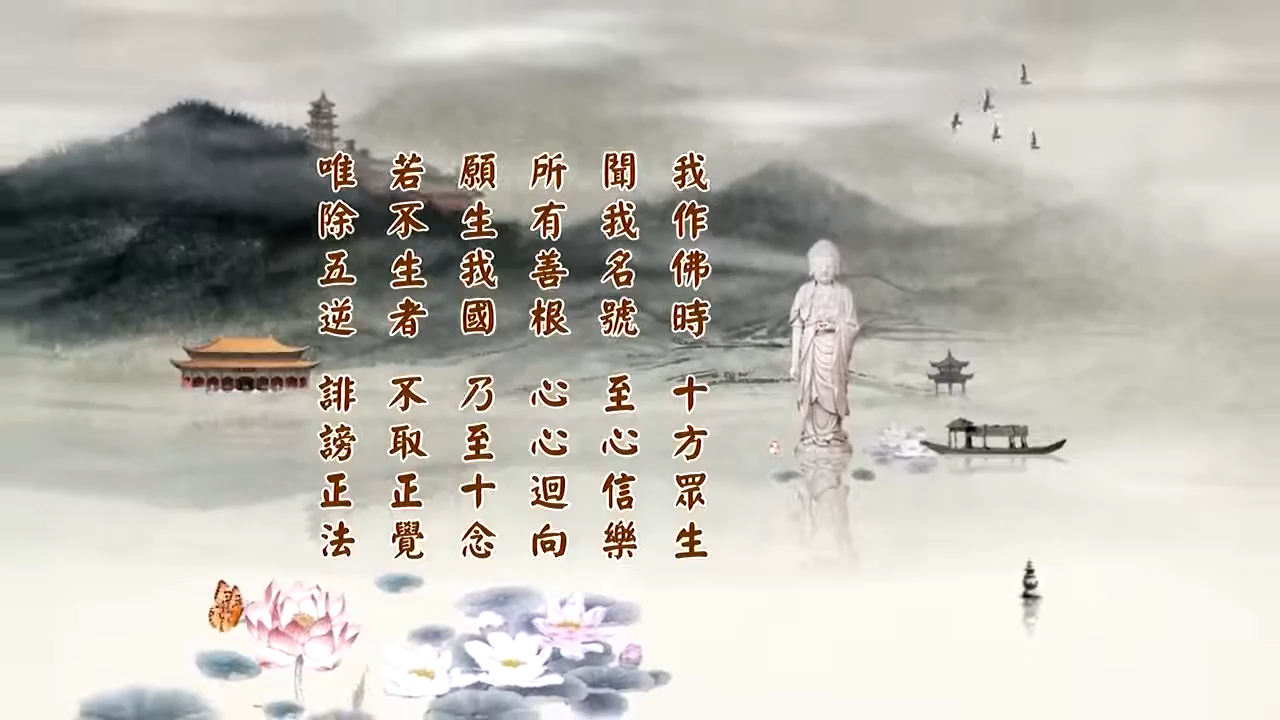 我作佛時 十方眾生
聞我名號 至心信樂
所有善根 心心迴向
願生我國 乃至十念
若不生者 不取正覺
唯除五逆 誹謗正法